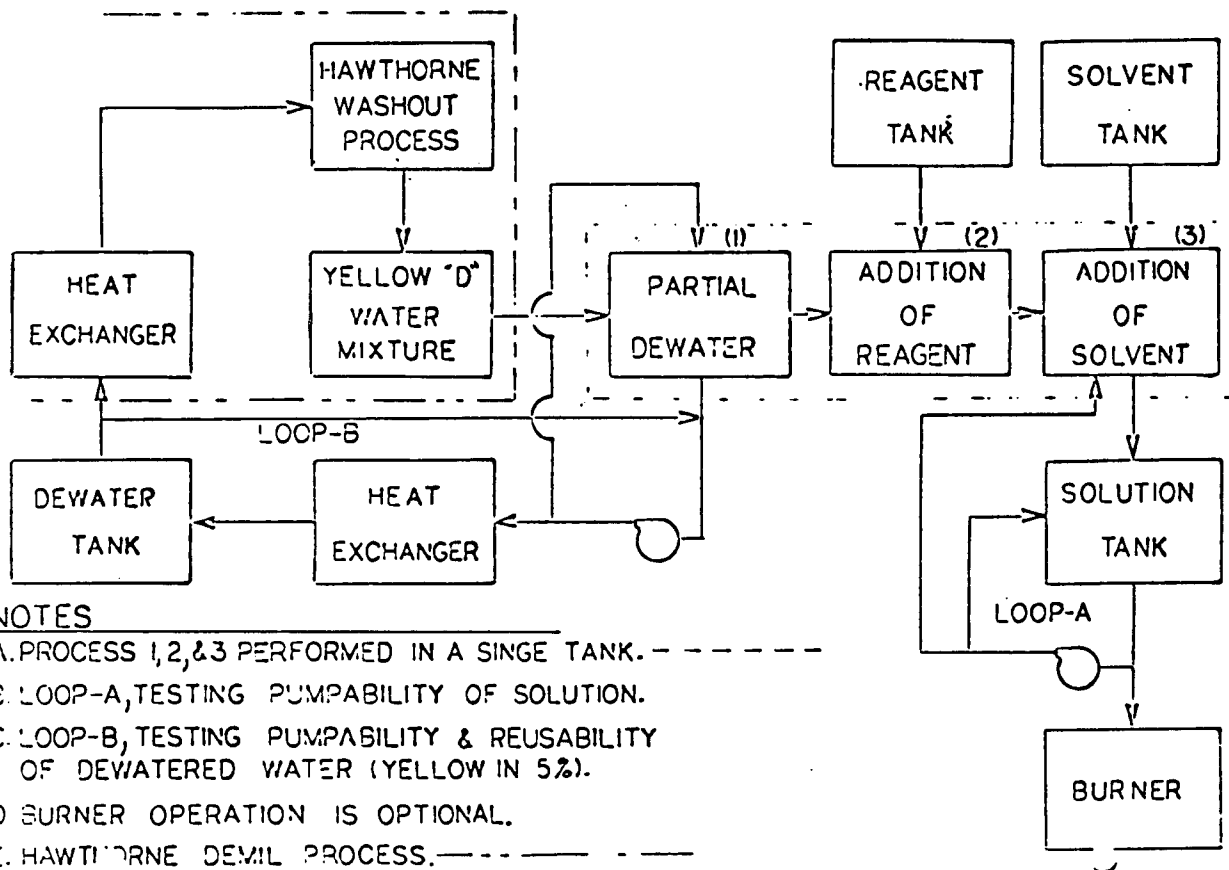 HAWTHORNE
WASHOUT
PROCESS
REAGENT
TANK
SOLVENT
TANK
HEAT
EXCHANGER
YELLOW "D"
WATER
MIXTURE
(1)
PARTIAL
DEWATER
(2)
ADDITION
OF
REAGENT
(3)
ADDITION
OF
SOLVENT
LOOP-B
DEWATER
TANK
HEAT
EXCHANGER
SOLUTION
TANK
LOOP-A
BURNER
NOTES
A. PROCESS 1,2,&3 PERFORMED IN A SINGE TANK.
B. LOOP-A, TESTING PUMPABILITY OF SOLUTION.
C. LOOP-B, TESTING PUMPABILITY & REUSABILITY
OF DEWATERED WATER (YELLOW IN 5%).
D BURNER OPERATION IS OPTIONAL.
E. HAWTHORNE DEMIL PROCESS.